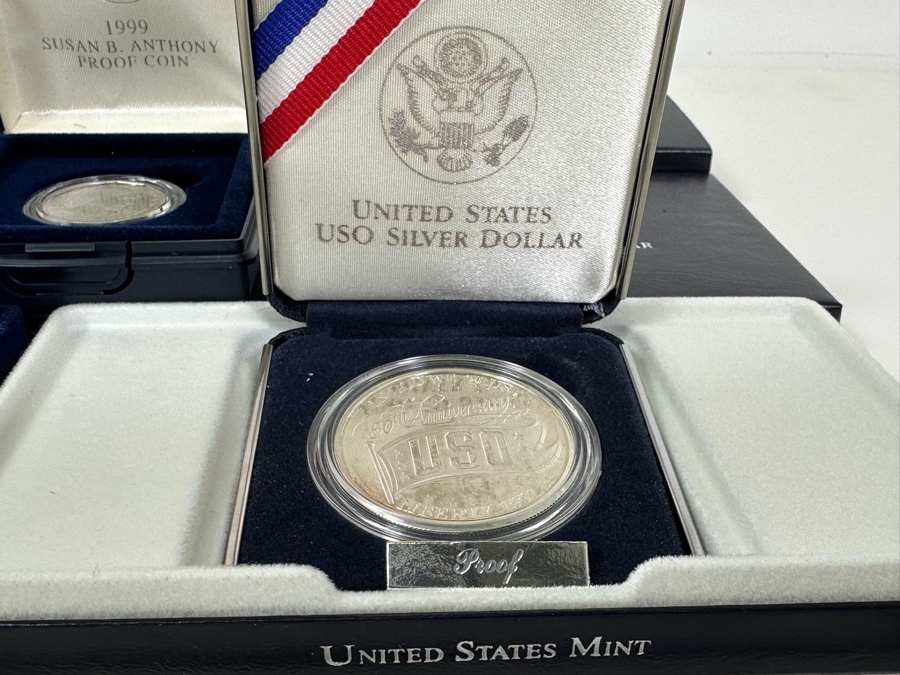 1999
SUSAN B. ANTHONY
PROOF COIN
UNITED STATES
USO SILVER DOLLAR
50th Anniversary
USO
LIBERTY
Proof
UNITED STATES MINT